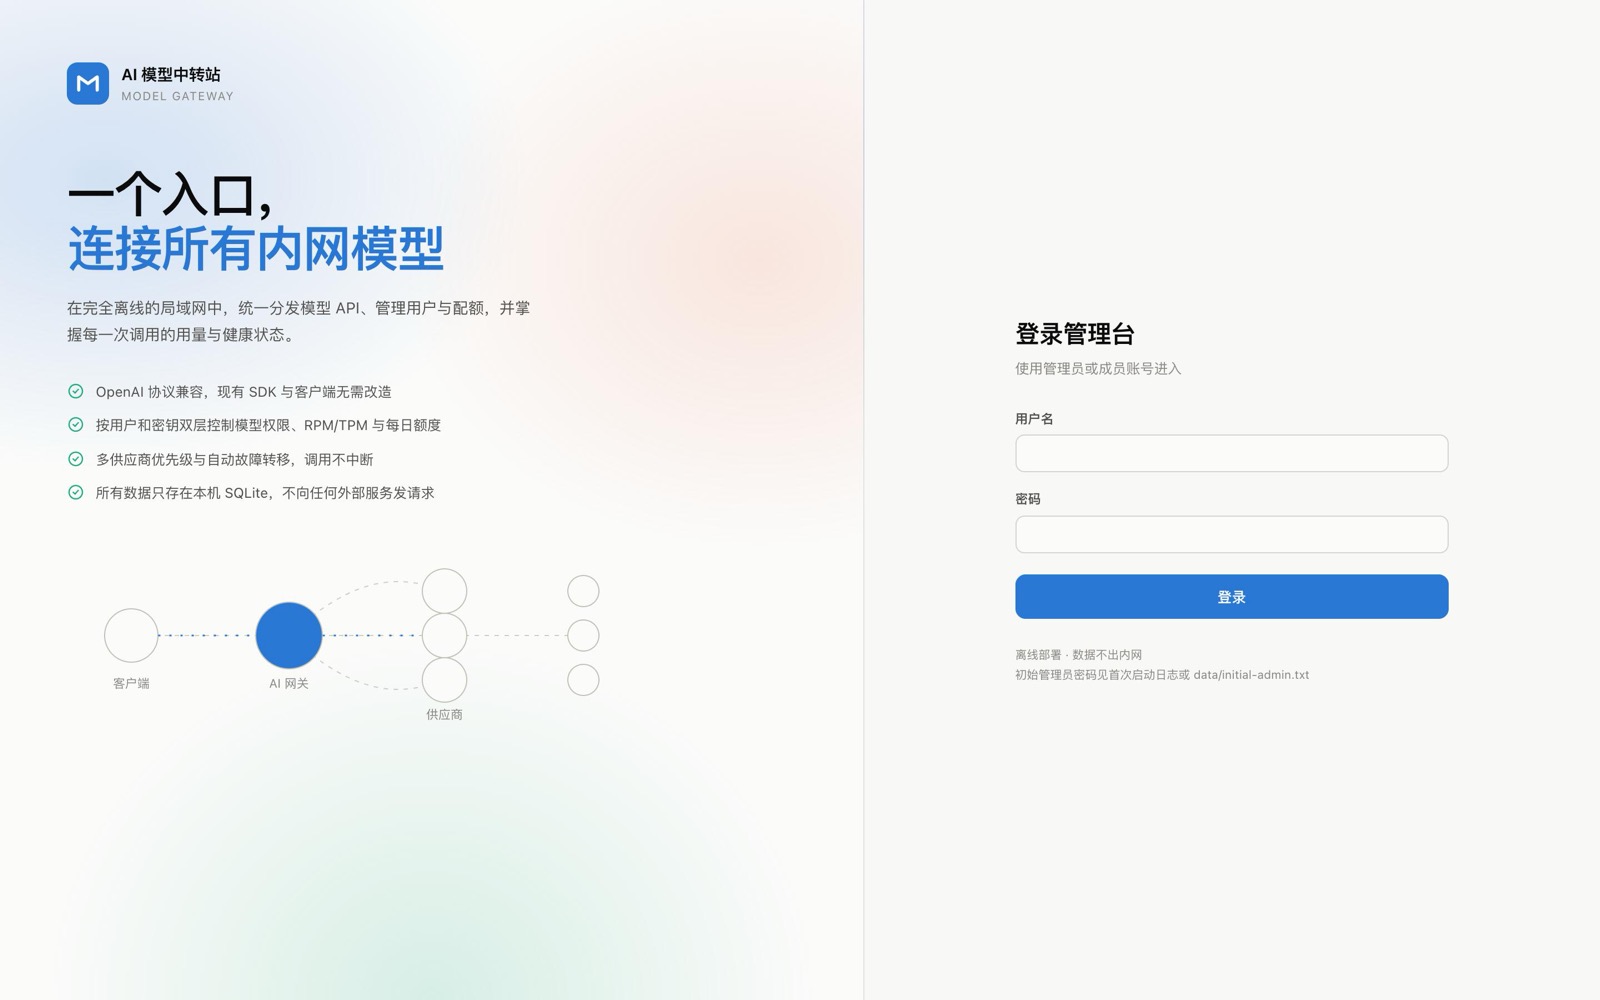 AI 模型中转站
MODEL GATEWAY
一个入口，
连接所有内网模型
在完全离线的局域网中，统一分发模型 API、管理用户与配额，并掌
握每一次调用的用量与健康状态。
OpenAI 协议兼容，现有 SDK 与客户端无需改造
按用户和密钥双层控制模型权限、RPM/TPM 与每日额度
多供应商优先级与自动故障转移，调用不中断
所有数据只存在本机 SQLite，不向任何外部服务发请求
客户端
AI 网关
供应商
登录管理台
使用管理员或成员账号进入
用户名
密码
登录
离线部署 · 数据不出内网
初始管理员密码见首次启动日志或 data/initial-admin.txt